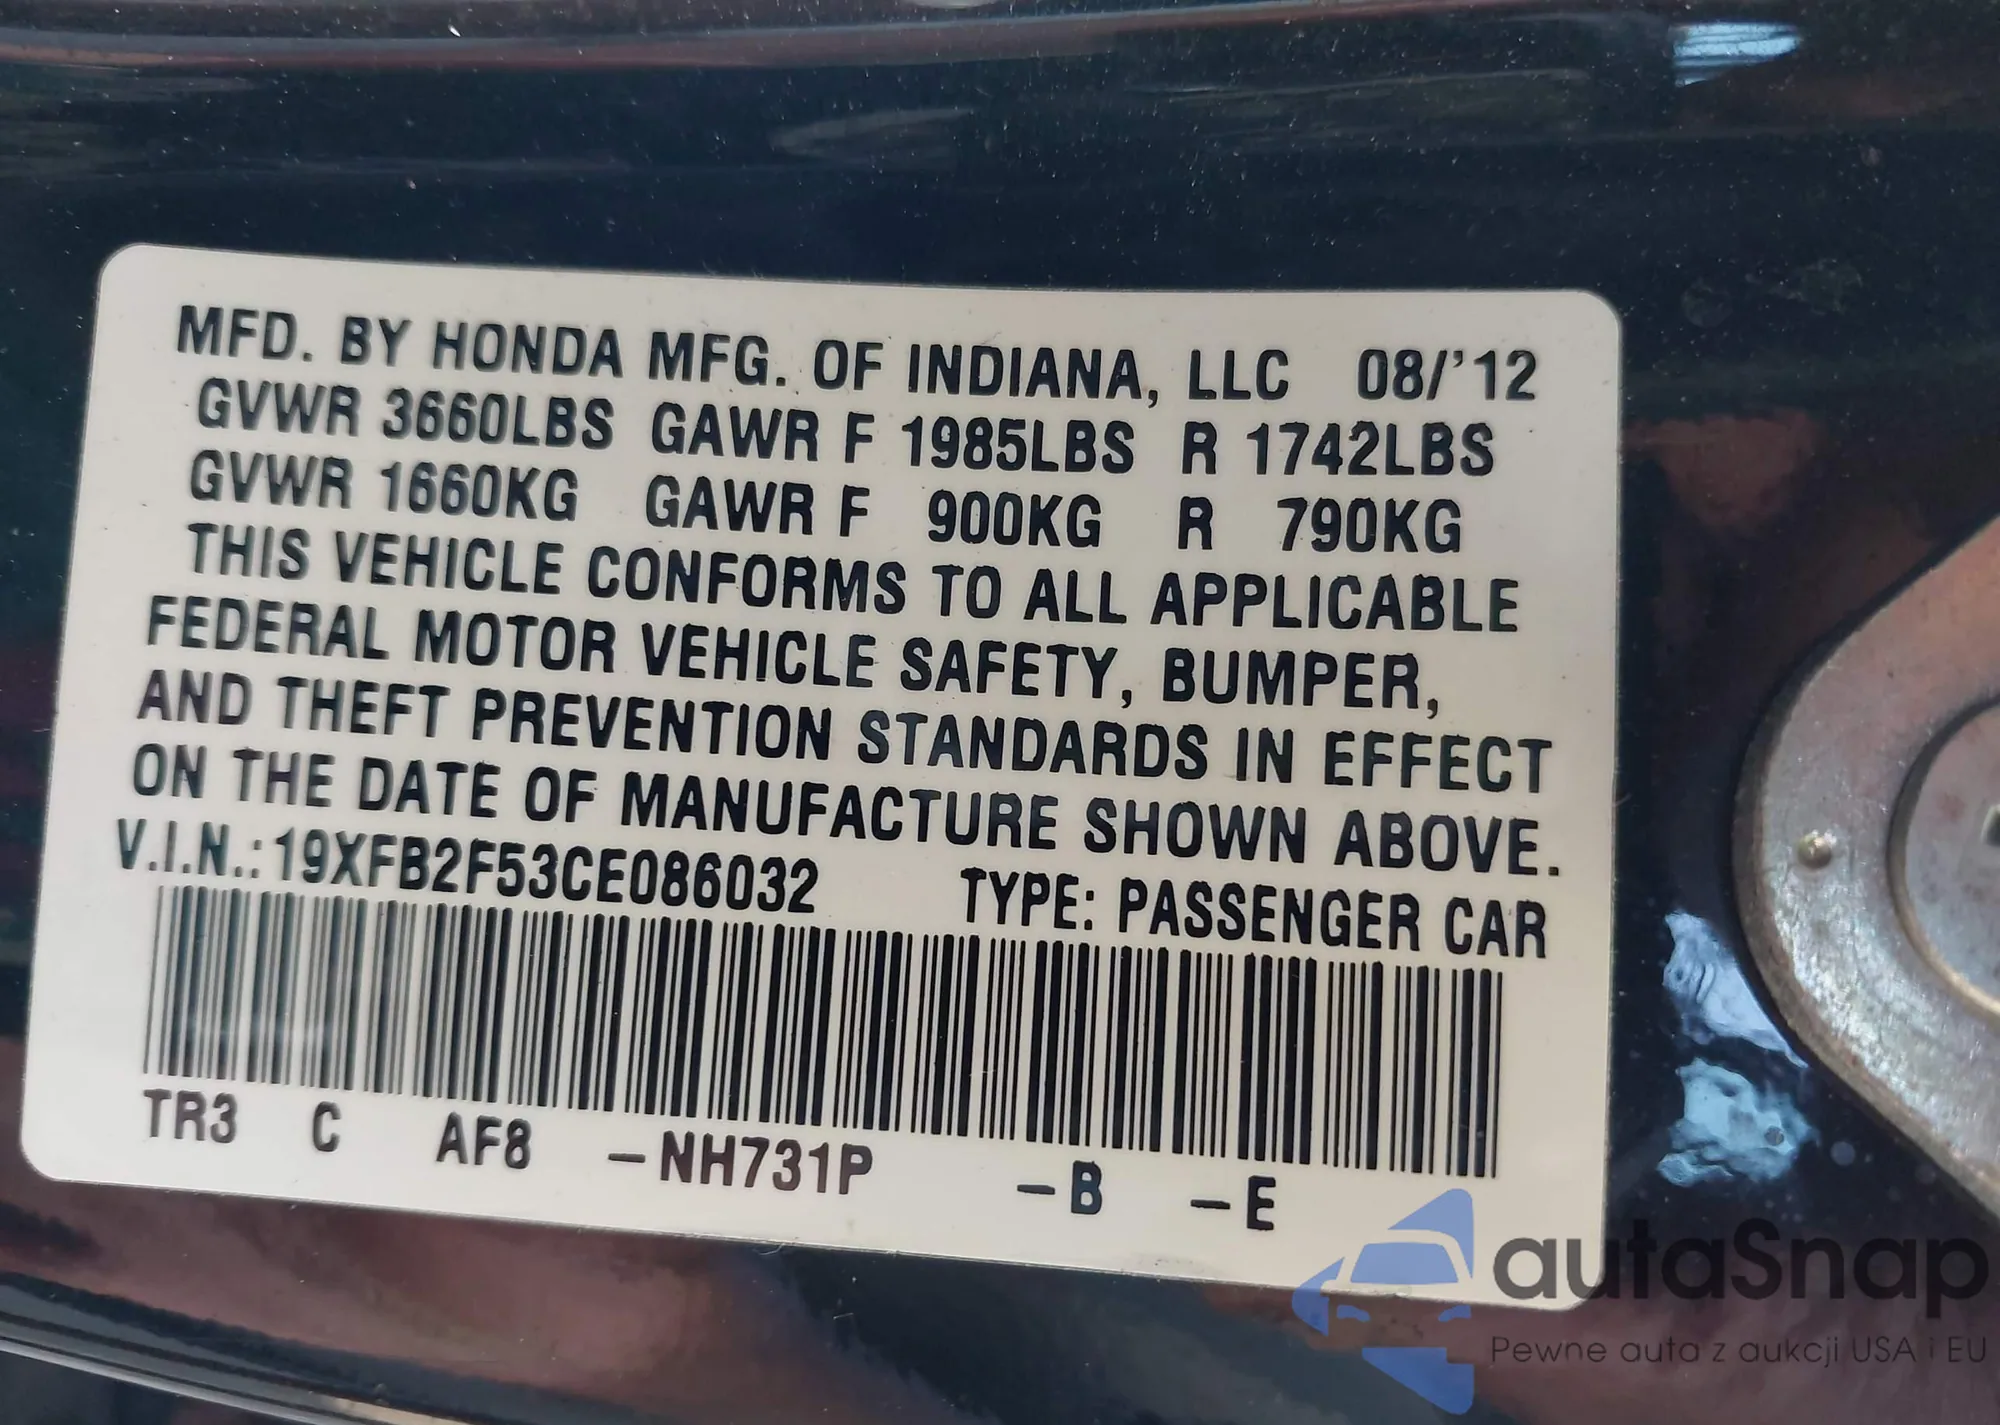 MFD. BY HONDA MFG. OF INDIANA, LLC 08/'12
GVWR 3660LBS GAWR F 1985LBS R 1742LBS
GVWR 1660KG GAWR F 900KG R 790KG
THIS VEHICLE CONFORMS TO ALL APPLICABLE
FEDERAL MOTOR VEHICLE SAFETY, BUMPER,
AND THEFT PREVENTION STANDARDS IN EFFECT
ON THE DATE OF MANUFACTURE SHOWN ABOVE.
V.I.N.:19XFB2F53CE086032 TYPE: PASSENGER CAR
TR3 C AF8 –NH731P –B –E
autaSnap
Pewne auta z aukcji USA i EU